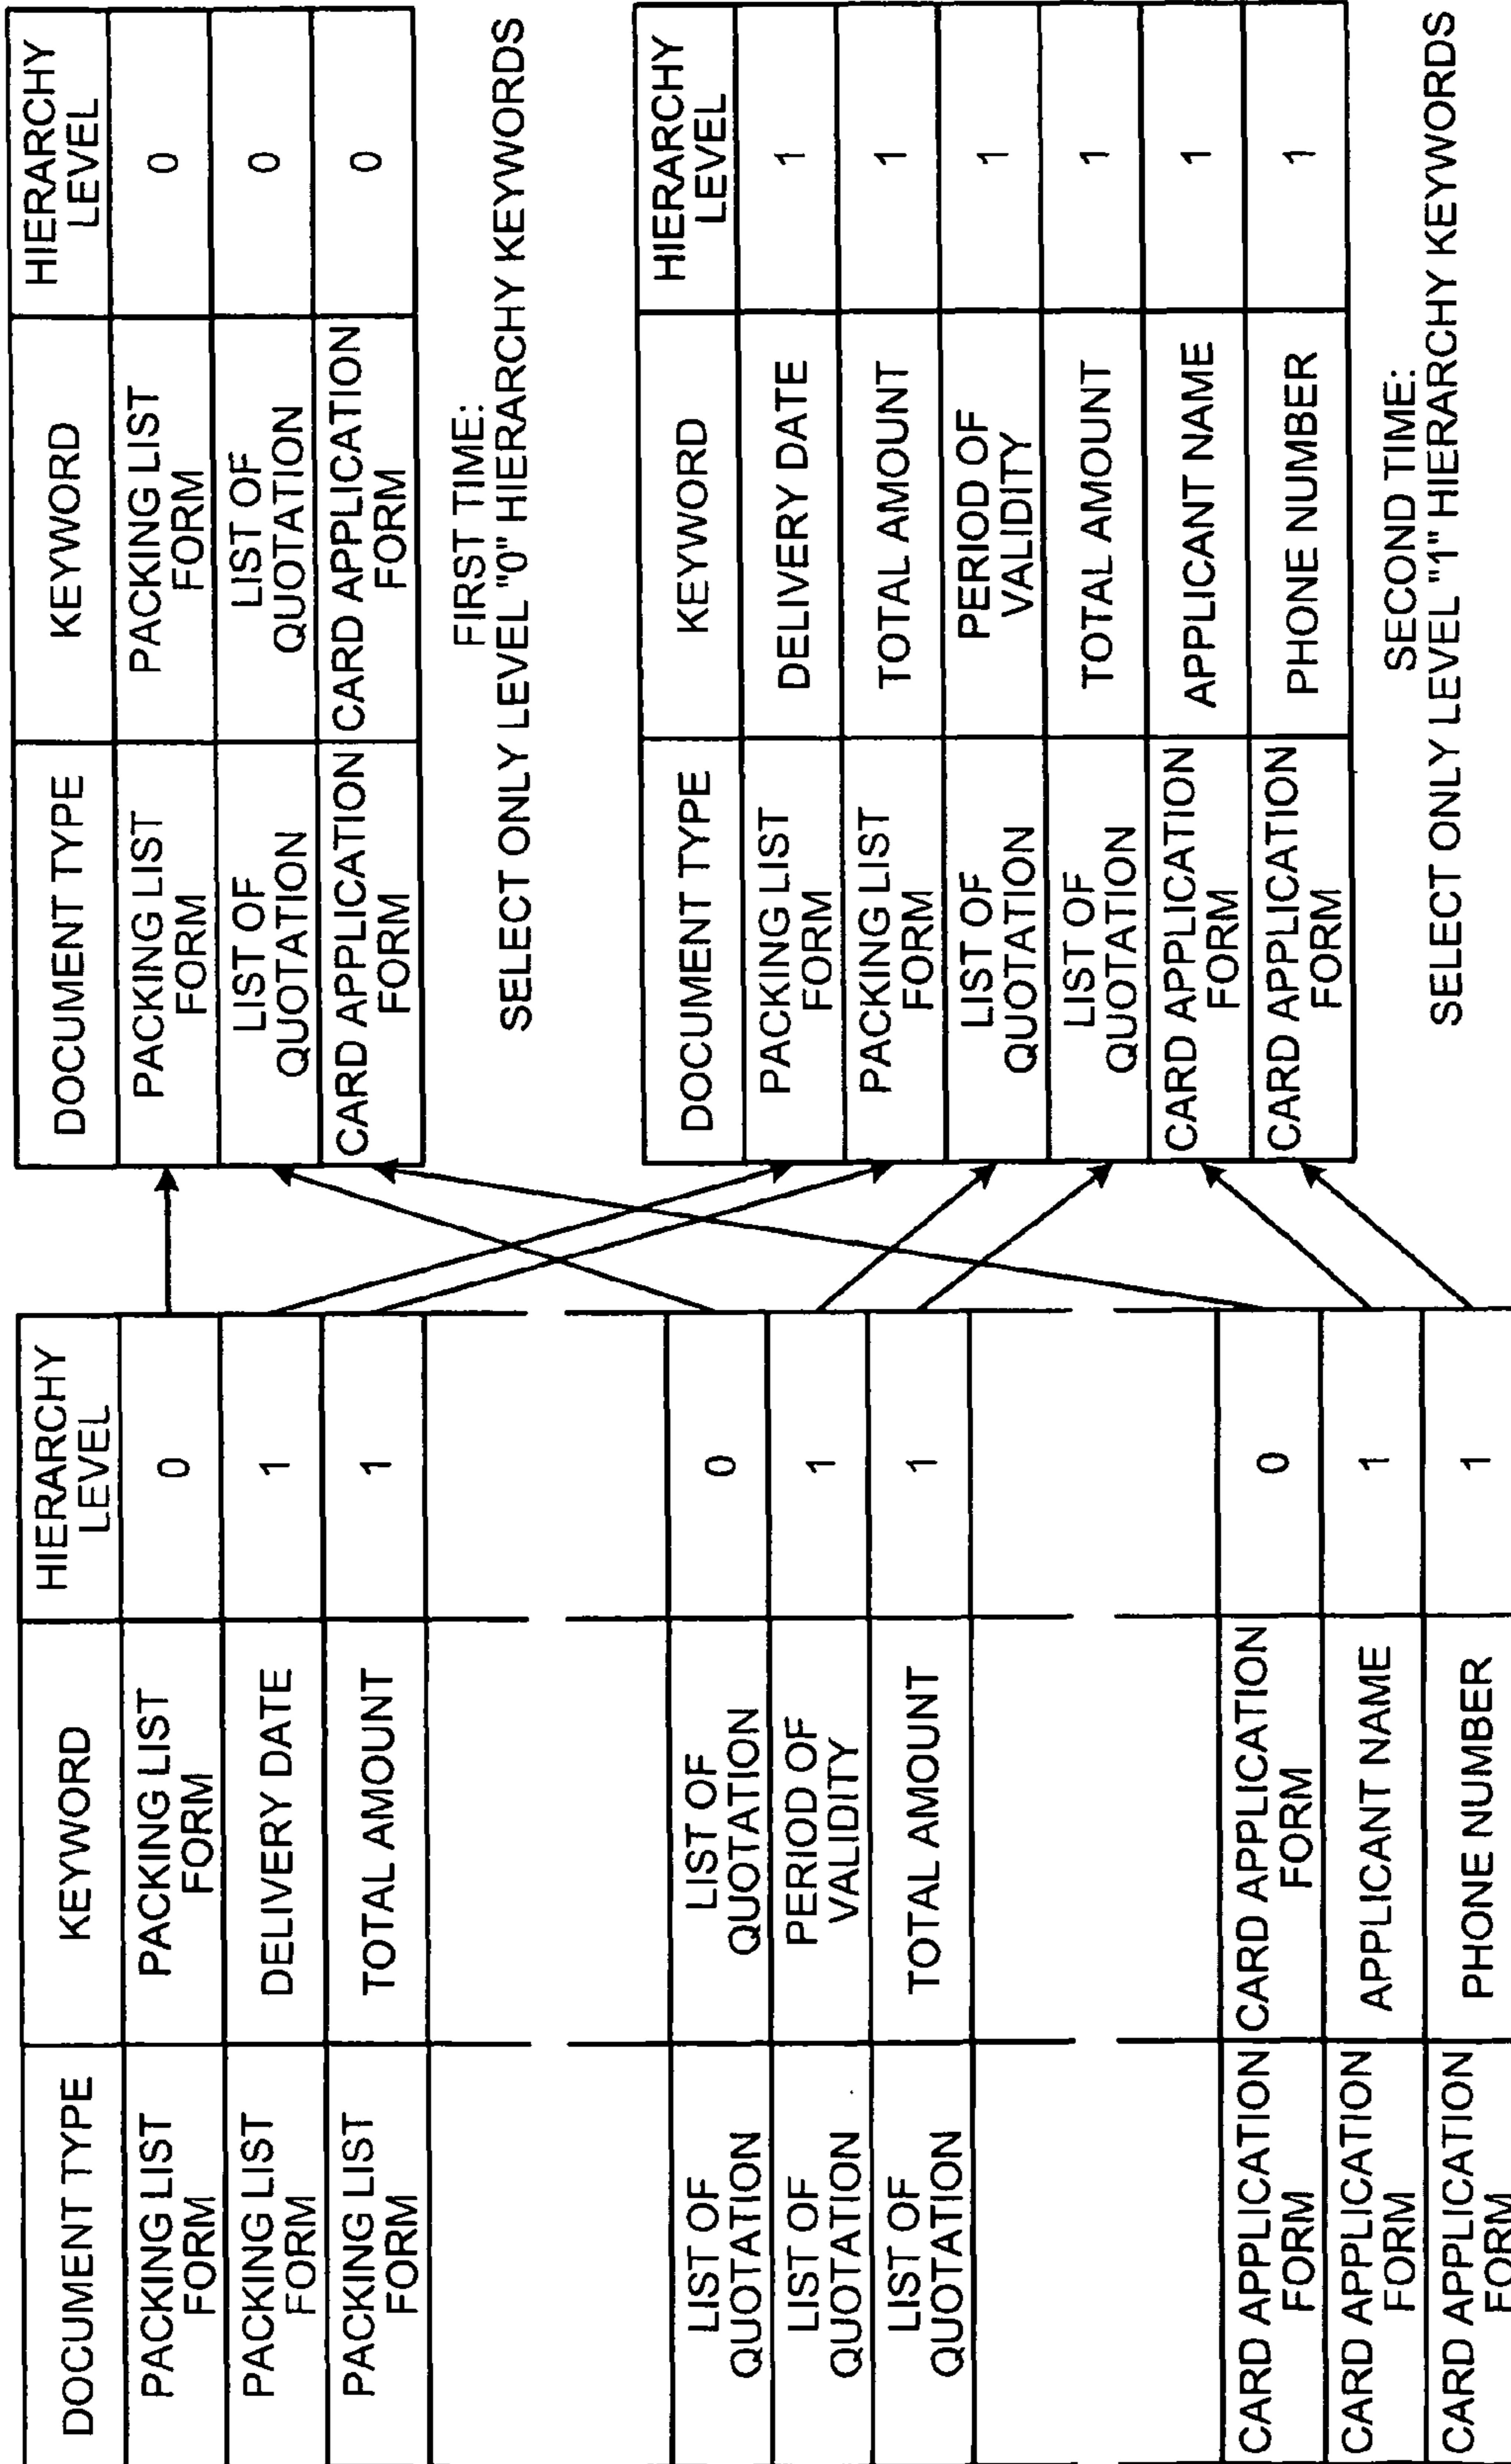 DOCUMENT TYPE
KEYWORD
HIERARCHY
LEVEL
PACKING LIST
FORM
PACKING LIST
FORM
0
PACKING LIST
FORM
DELIVERY DATE
1
PACKING LIST
FORM
TOTAL AMOUNT
1
LIST OF
QUOTATION
LIST OF
QUOTATION
0
LIST OF
QUOTATION
PERIOD OF
VALIDITY
1
LIST OF
QUOTATION
TOTAL AMOUNT
1
CARD APPLICATION
FORM
CARD APPLICATION
FORM
0
CARD APPLICATION
FORM
APPLICANT NAME
1
CARD APPLICATION
FORM
PHONE NUMBER
1
DOCUMENT TYPE
KEYWORD
HIERARCHY
LEVEL
PACKING LIST
FORM
PACKING LIST
FORM
0
LIST OF
QUOTATION
LIST OF
QUOTATION
0
CARD APPLICATION
FORM
CARD APPLICATION
FORM
0
FIRST TIME:
SELECT ONLY LEVEL "0" HIERARCHY KEYWORDS
DOCUMENT TYPE
KEYWORD
HIERARCHY
LEVEL
PACKING LIST
FORM
DELIVERY DATE
1
PACKING LIST
FORM
TOTAL AMOUNT
1
LIST OF
QUOTATION
PERIOD OF
VALIDITY
1
LIST OF
QUOTATION
TOTAL AMOUNT
1
CARD APPLICATION
FORM
APPLICANT NAME
1
CARD APPLICATION
FORM
PHONE NUMBER
1
SECOND TIME:
SELECT ONLY LEVEL "1" HIERARCHY KEYWORDS